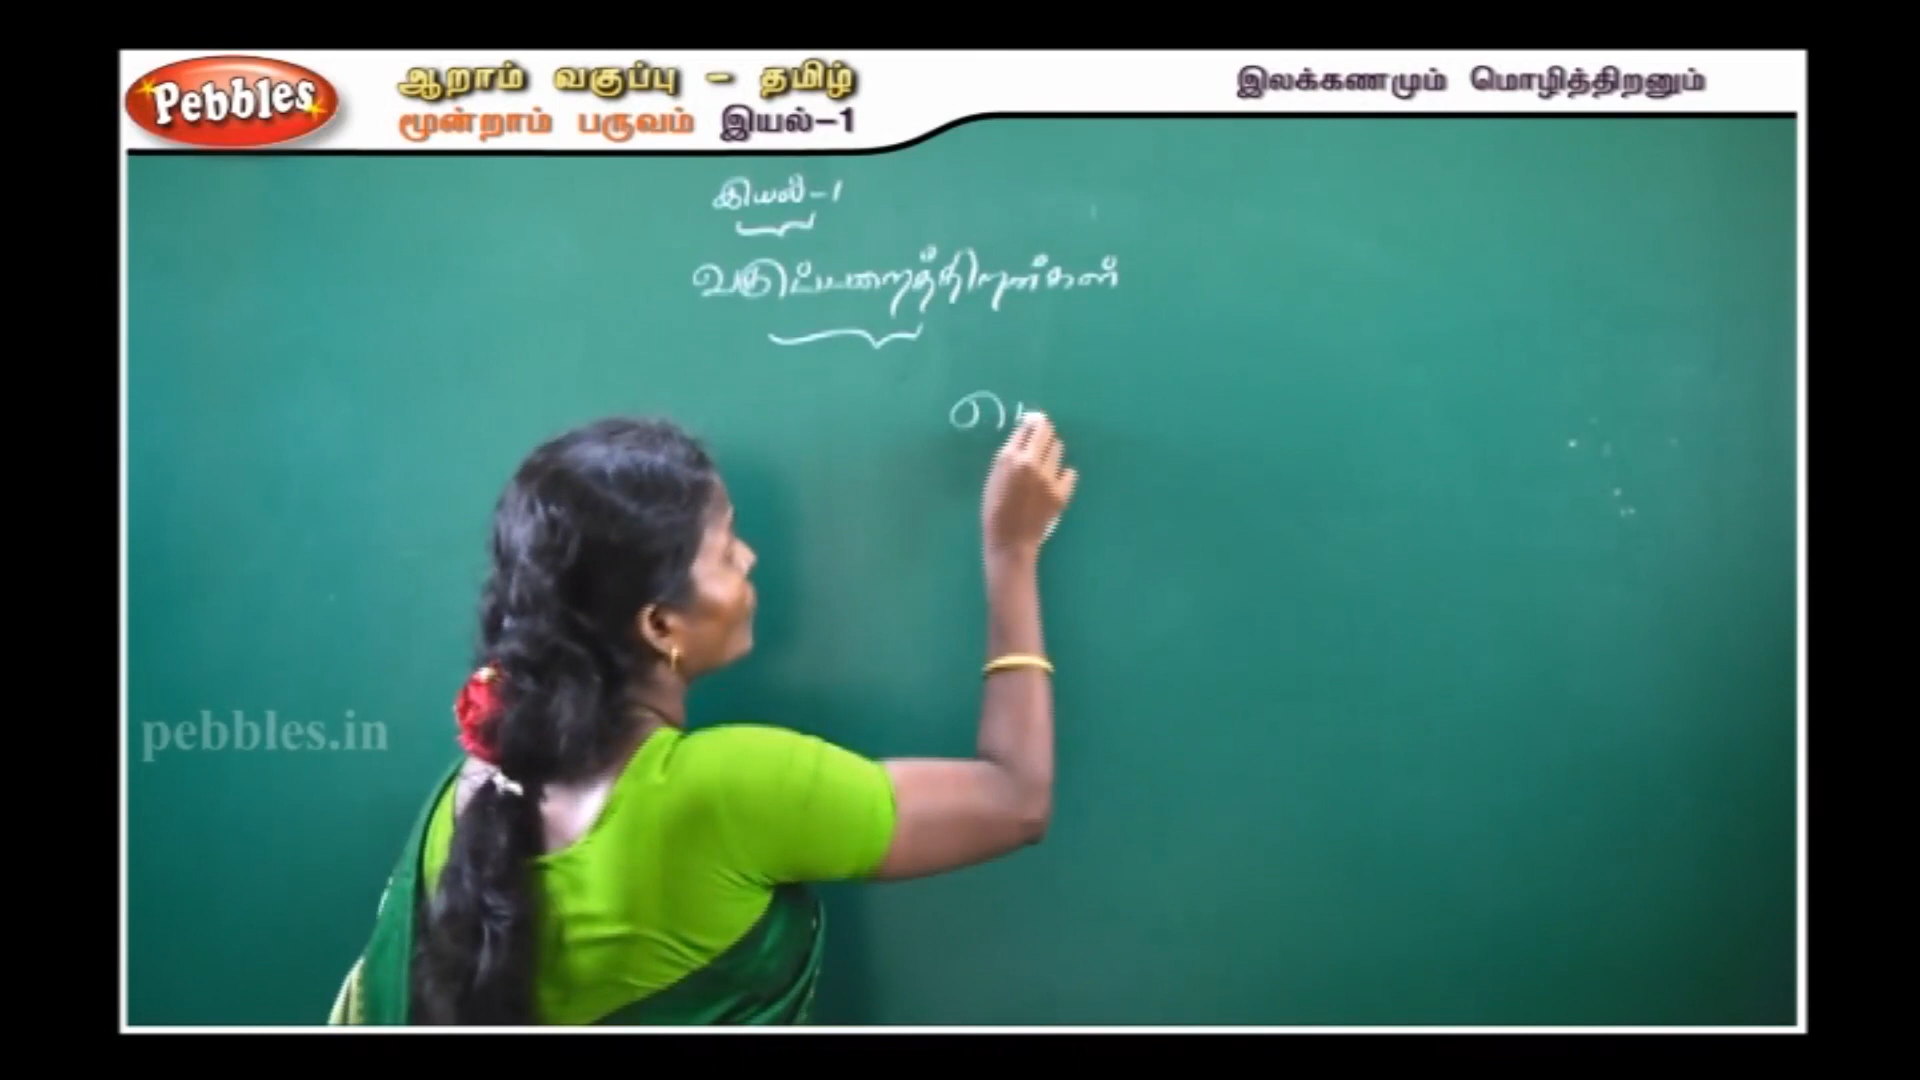 Pebbles
ஆறாம் வகுப்பு - தமிழ்
மூன்றாம் பருவம் இயல்-1
இலக்கணமும் மொழித்திறனும்
இயல்-1
வகுப்பறைத்திறன்கள்
pebbles.in